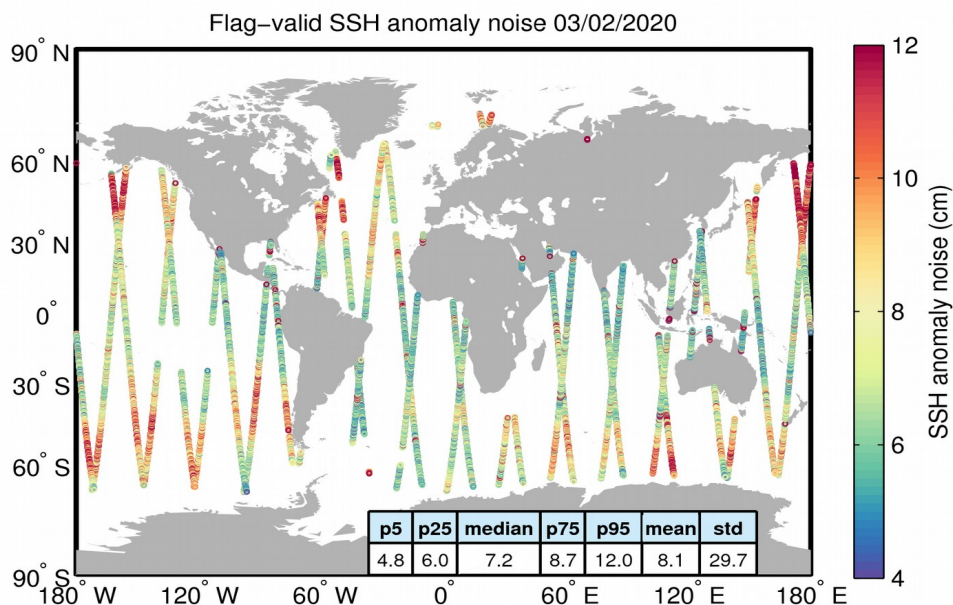 Flag−valid SSH anomaly noise 03/02/2020
90° N
60° N
30° N
0°
30° S
60° S
90° S
180° W
120° W
60° W
0°
60° E
120° E
180° E
p5 p25 median p75 p95 mean std
4.8 6.0 7.2 8.7 12.0 8.1 29.7
12
10
8
6
4
SSH anomaly noise (cm)